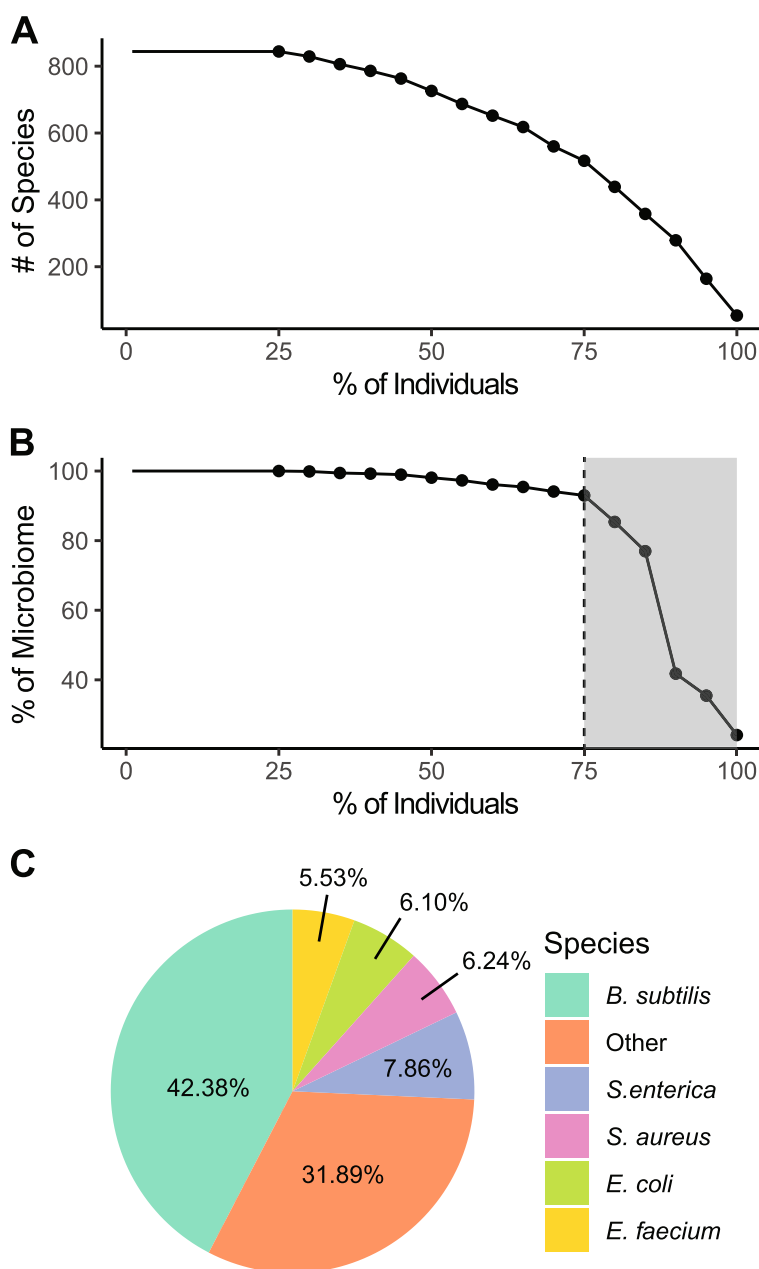 A
# of Species
800
600
400
200
0 25 50 75 100
% of Individuals
B
% of Microbiome
100
80
60
40
0 25 50 75 100
% of Individuals
C
5.53%
6.10%
6.24%
7.86%
42.38%
31.89%
Species
B. subtilis
Other
S.enterica
S. aureus
E. coli
E. faecium